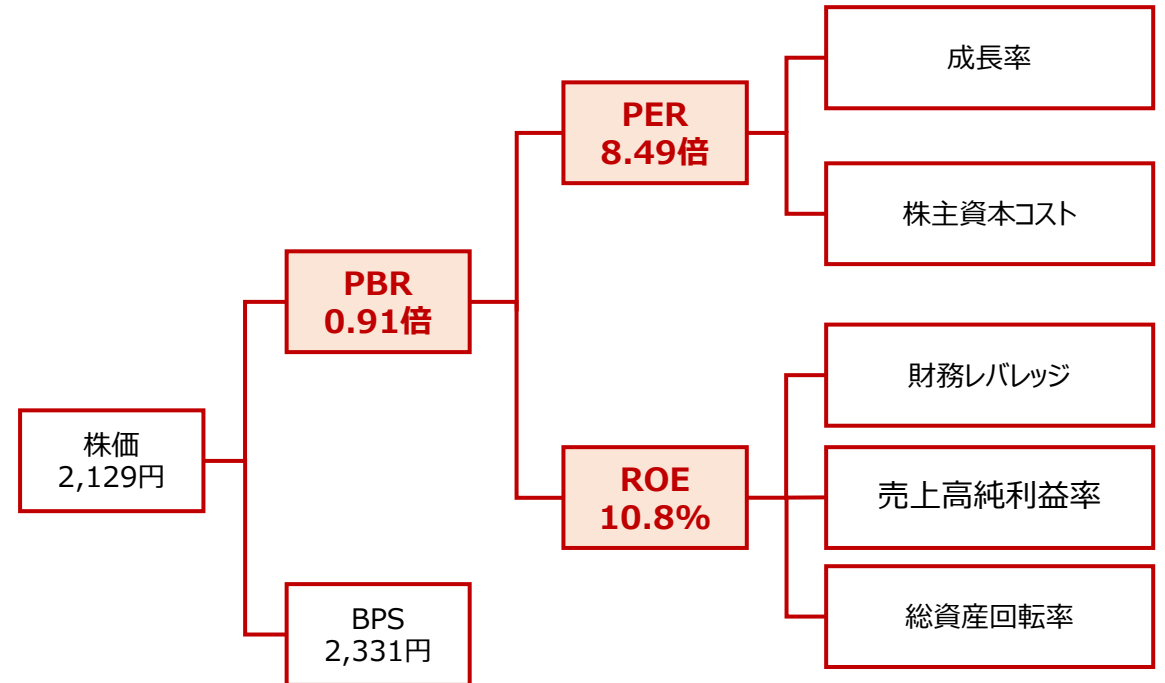 成長率
PER
8.49倍
株主資本コスト
PBR
0.91倍
財務レバレッジ
株価
2,129円
ROE
10.8%
売上高純利益率
BPS
2,331円
総資産回転率